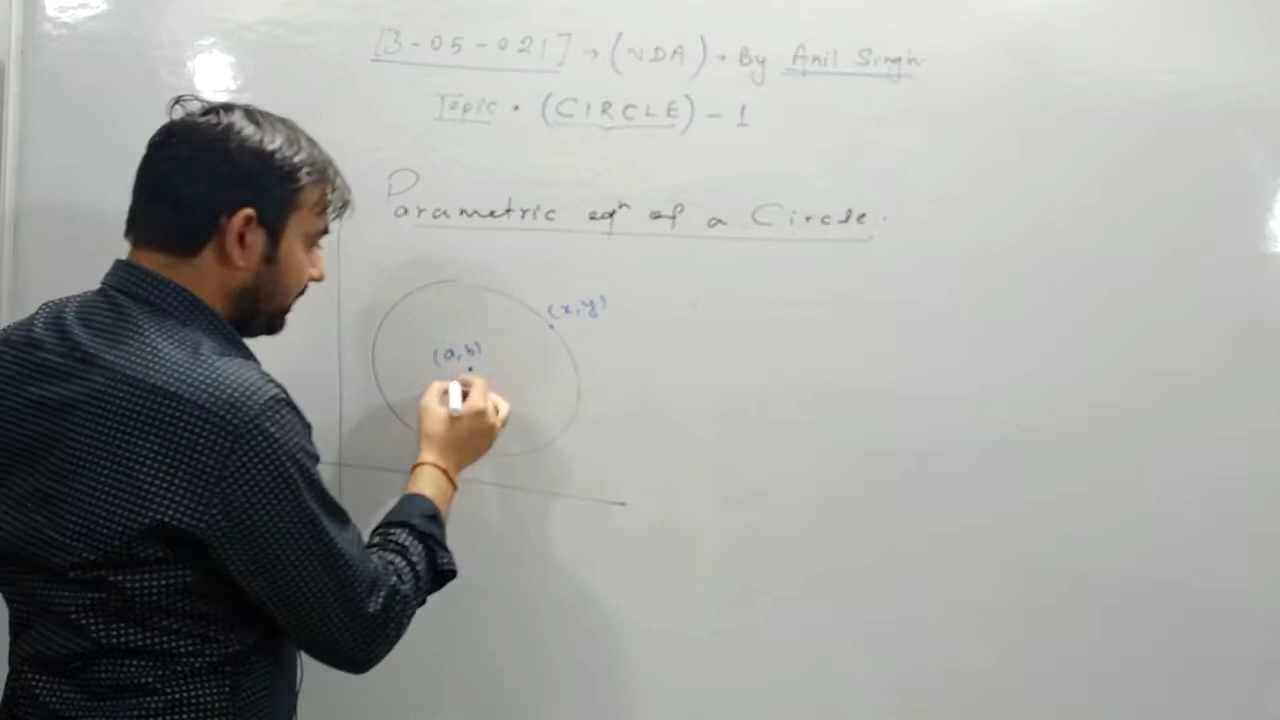 [3-05-021] → (NDA) • By Anil Singh
Topic • (CIRCLE) - 1
Parametric eqⁿ of a Circle.
(x,y)
(a,b)